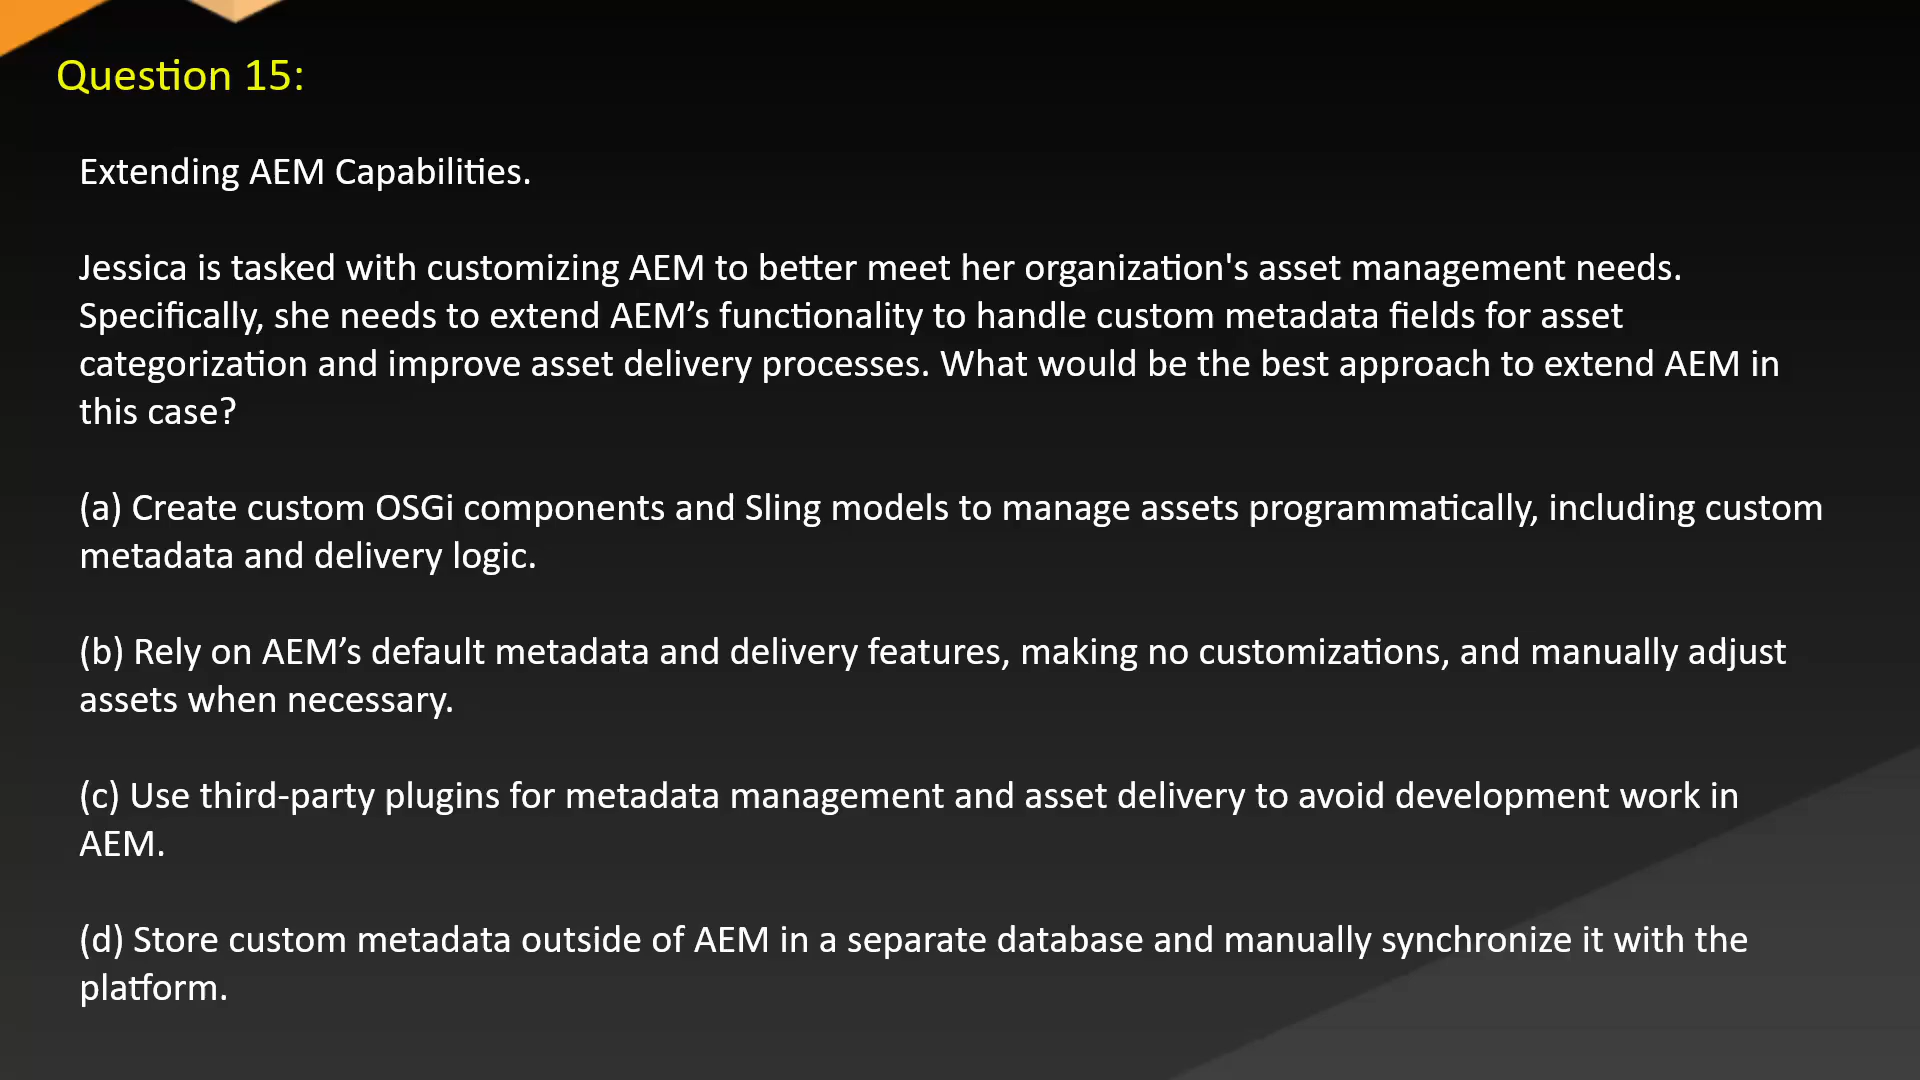 Question 15:
Extending AEM Capabilities.
Jessica is tasked with customizing AEM to better meet her organization's asset management needs.
Specifically, she needs to extend AEM’s functionality to handle custom metadata fields for asset
categorization and improve asset delivery processes. What would be the best approach to extend AEM in
this case?
(a) Create custom OSGi components and Sling models to manage assets programmatically, including custom
metadata and delivery logic.
(b) Rely on AEM’s default metadata and delivery features, making no customizations, and manually adjust
assets when necessary.
(c) Use third-party plugins for metadata management and asset delivery to avoid development work in
AEM.
(d) Store custom metadata outside of AEM in a separate database and manually synchronize it with the
platform.